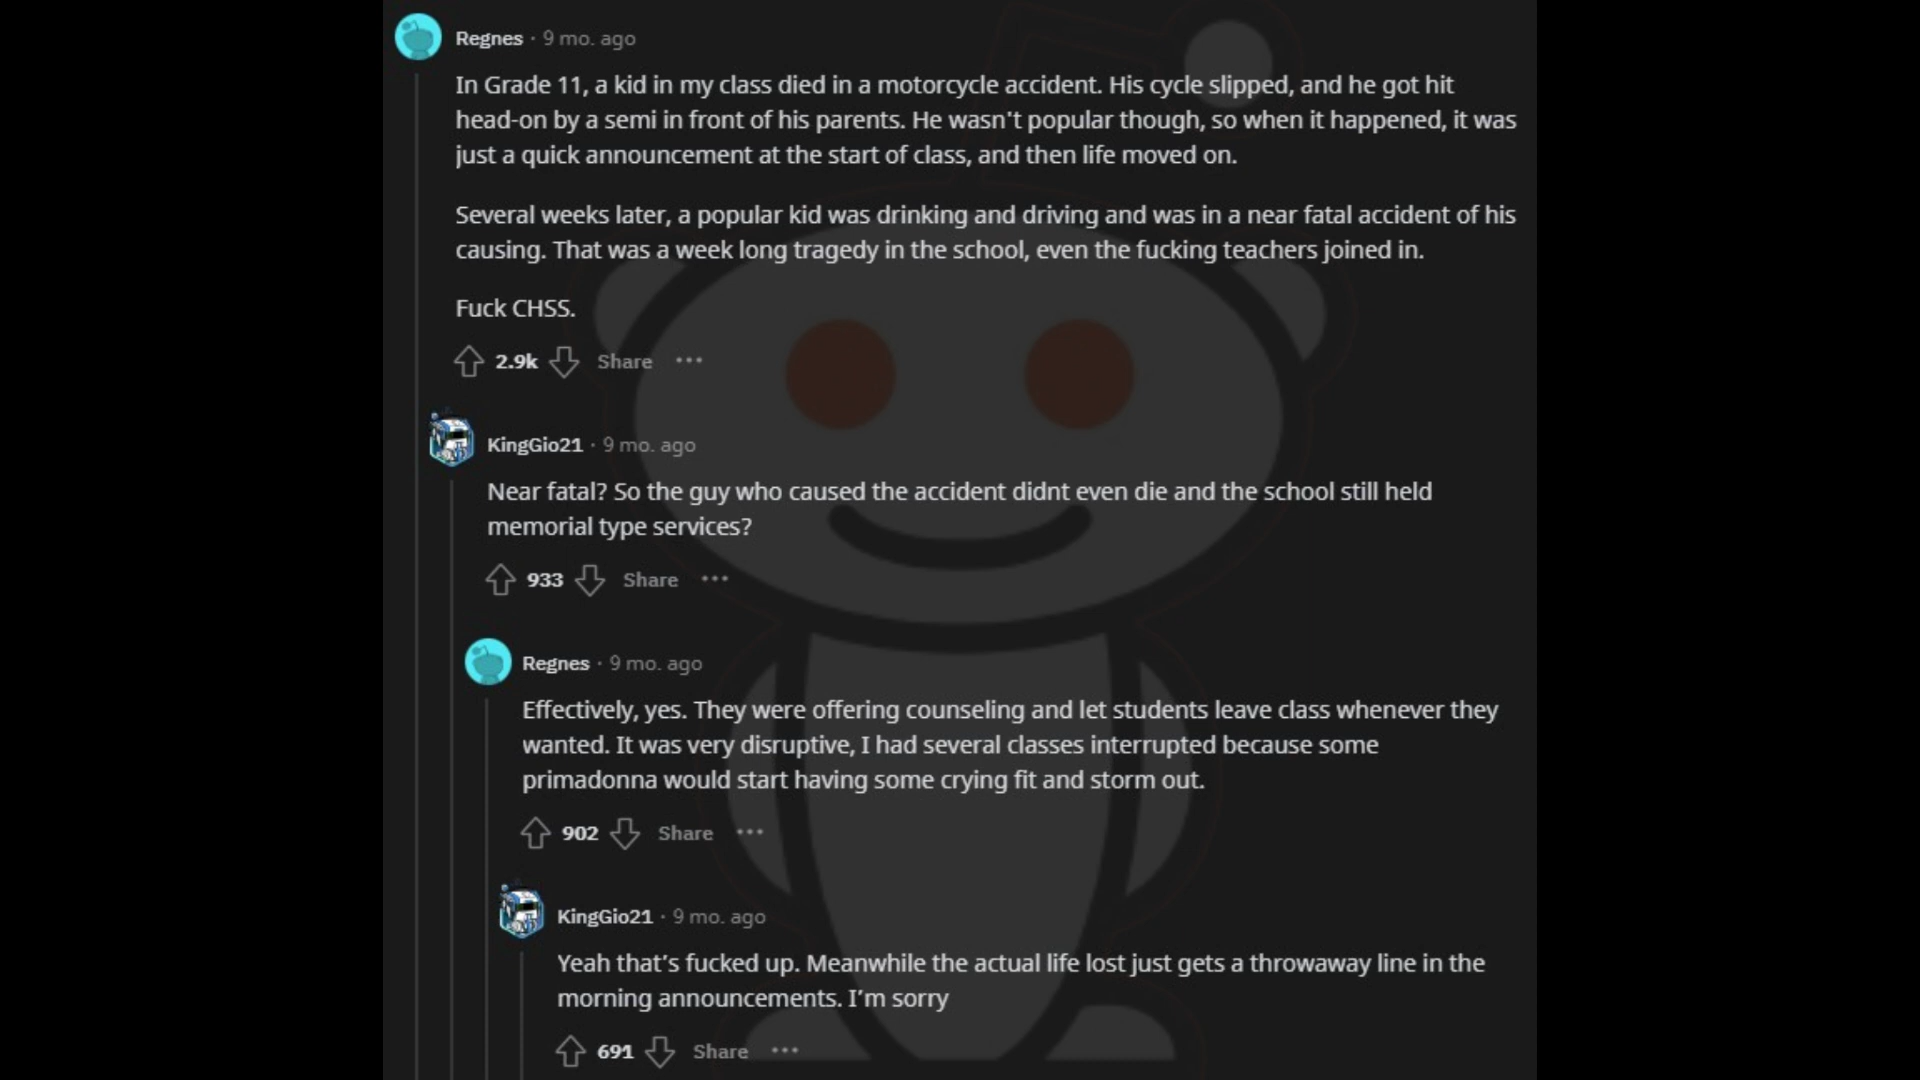 Regnes · 9 mo. ago
In Grade 11, a kid in my class died in a motorcycle accident. His cycle slipped, and he got hit
head-on by a semi in front of his parents. He wasn't popular though, so when it happened, it was
just a quick announcement at the start of class, and then life moved on.
Several weeks later, a popular kid was drinking and driving and was in a near fatal accident of his
causing. That was a week long tragedy in the school, even the fucking teachers joined in.
Fuck CHSS.
2.9k Share ···
KingGio21 · 9 mo. ago
Near fatal? So the guy who caused the accident didnt even die and the school still held
memorial type services?
933 Share ···
Regnes · 9 mo. ago
Effectively, yes. They were offering counseling and let students leave class whenever they
wanted. It was very disruptive, I had several classes interrupted because some
primadonna would start having some crying fit and storm out.
902 Share ···
KingGio21 · 9 mo. ago
Yeah that’s fucked up. Meanwhile the actual life lost just gets a throwaway line in the
morning announcements. I’m sorry
691 Share ···